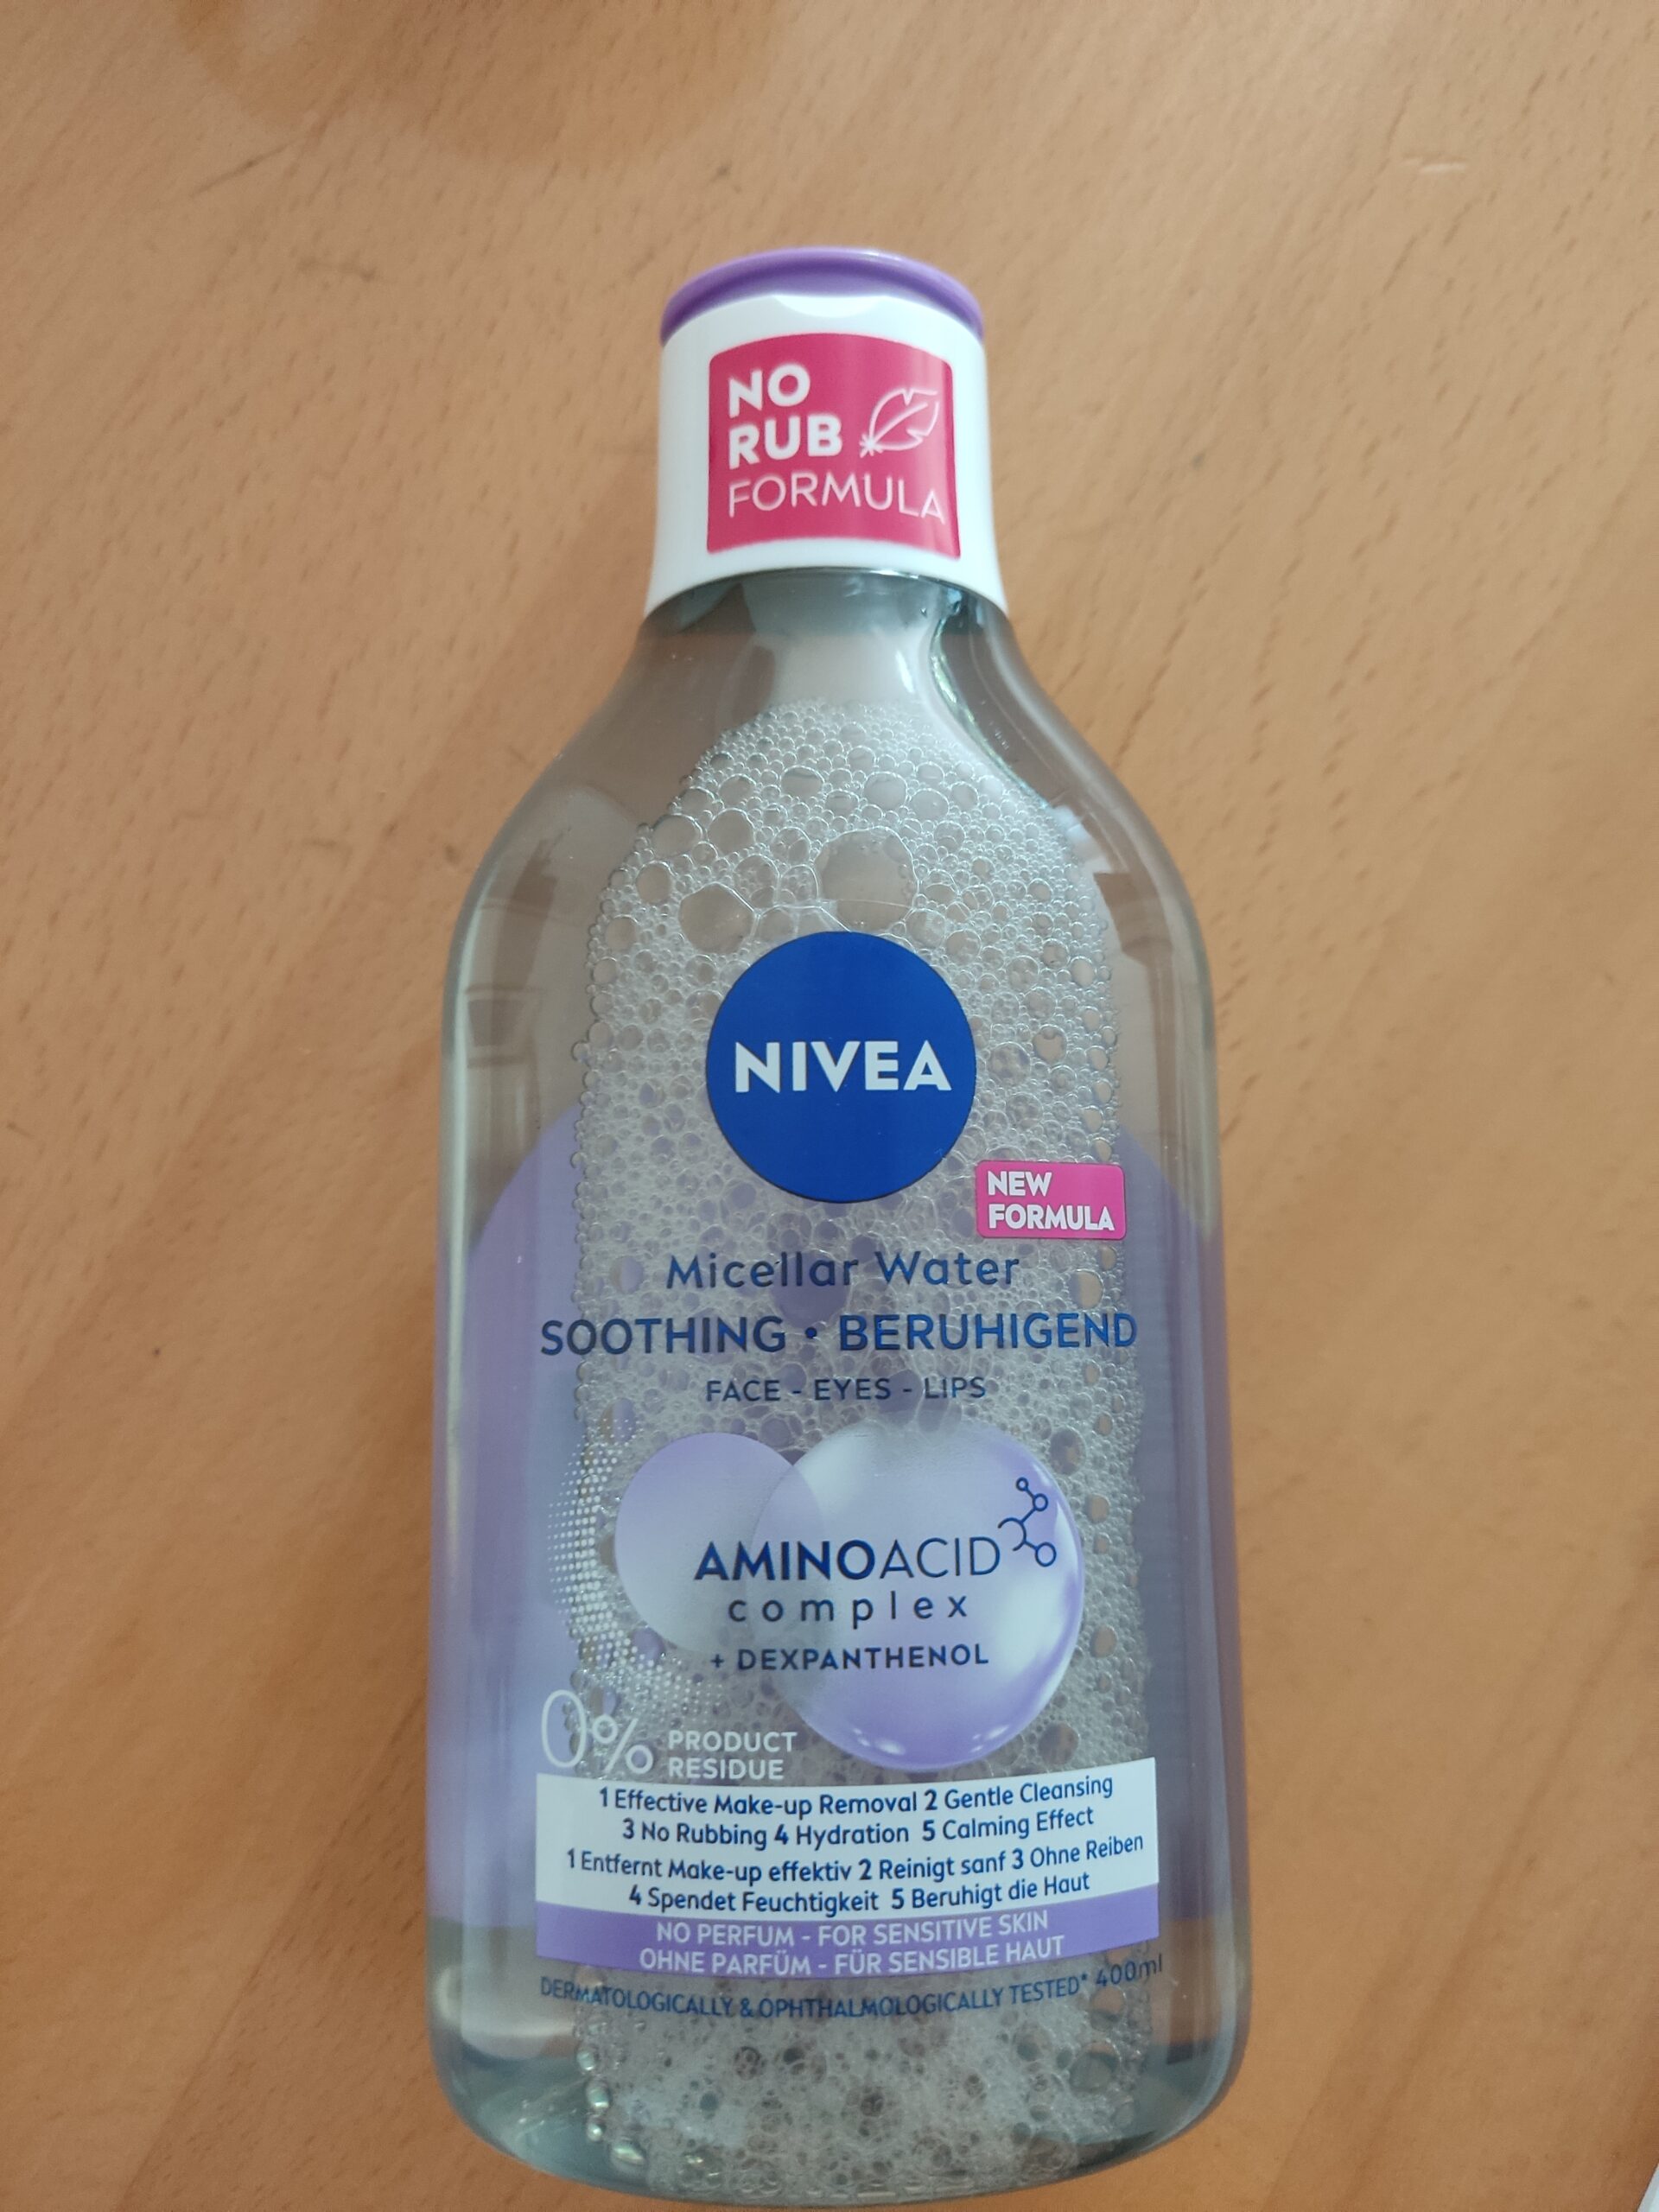 NO
RUB
FORMULA
NIVEA
NEW
FORMULA
Micellar Water
SOOTHING • BERUHIGEND
FACE - EYES - LIPS
AMINOACID
complex
+ DEXPANTHENOL
0% PRODUCT
RESIDUE
1 Effective Make-up Removal 2 Gentle Cleansing
3 No Rubbing 4 Hydration 5 Calming Effect
1 Entfernt Make-up effektiv 2 Reinigt sanf 3 Ohne Reiben
4 Spendet Feuchtigkeit 5 Beruhigt die Haut
NO PERFUM - FOR SENSITIVE SKIN
OHNE PARFÜM - FÜR SENSIBLE HAUT
DERMATOLOGICALLY & OPHTHALMOLOGICALLY TESTED* 400ml